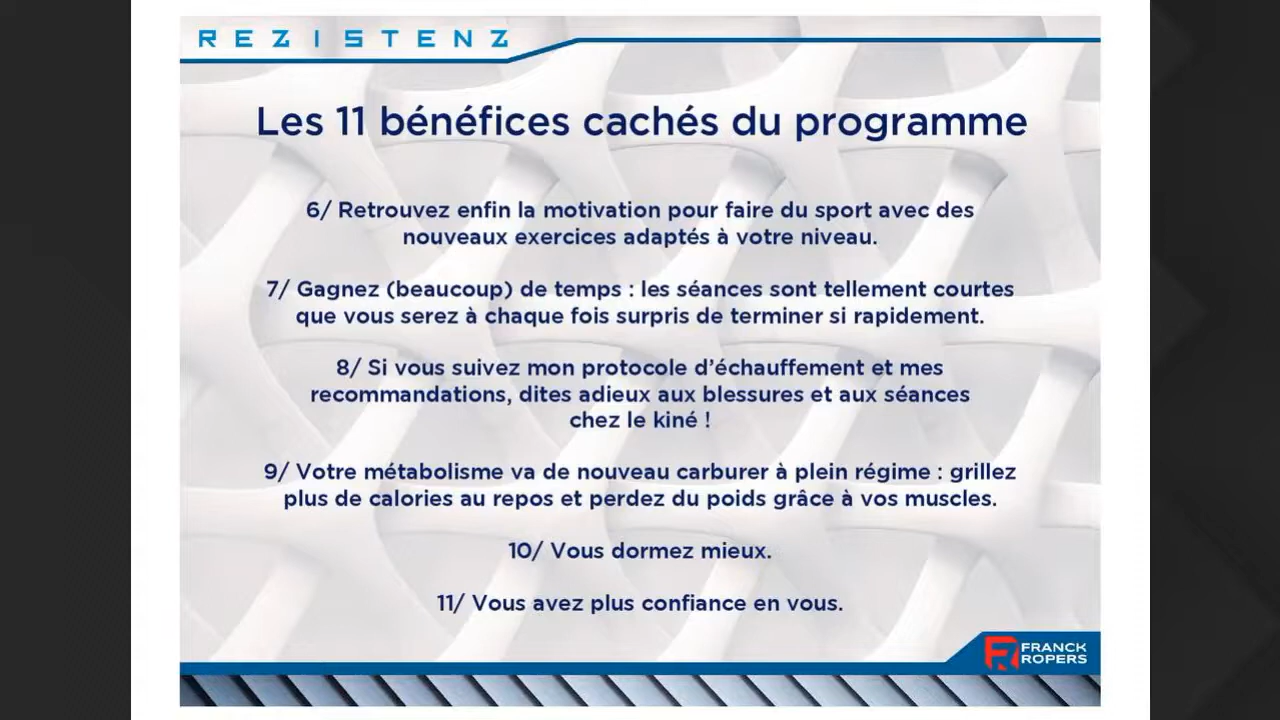 REZISTENZ
Les 11 bénéfices cachés du programme
6/ Retrouvez enfin la motivation pour faire du sport avec des
nouveaux exercices adaptés à votre niveau.
7/ Gagnez (beaucoup) de temps : les séances sont tellement courtes
que vous serez à chaque fois surpris de terminer si rapidement.
8/ Si vous suivez mon protocole d’échauffement et mes
recommandations, dites adieux aux blessures et aux séances
chez le kiné !
9/ Votre métabolisme va de nouveau carburer à plein régime : grillez
plus de calories au repos et perdez du poids grâce à vos muscles.
10/ Vous dormez mieux.
11/ Vous avez plus confiance en vous.
FRANCK
ROPERS